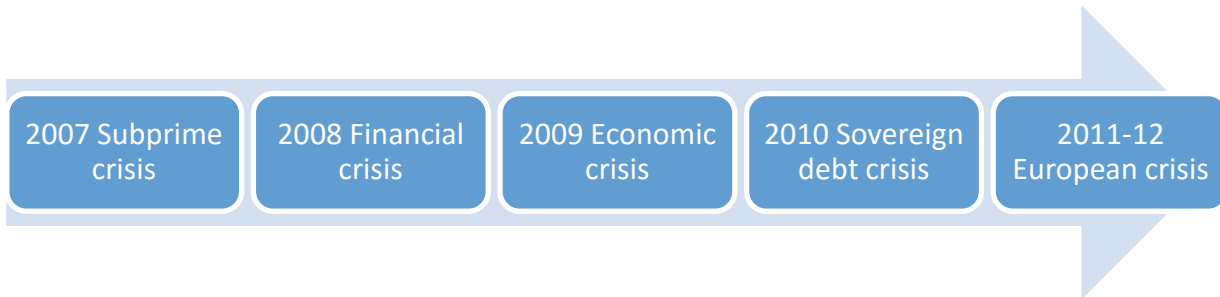 2007 Subprime
crisis
2008 Financial
crisis
2009 Economic
crisis
2010 Sovereign
debt crisis
2011-12
European crisis